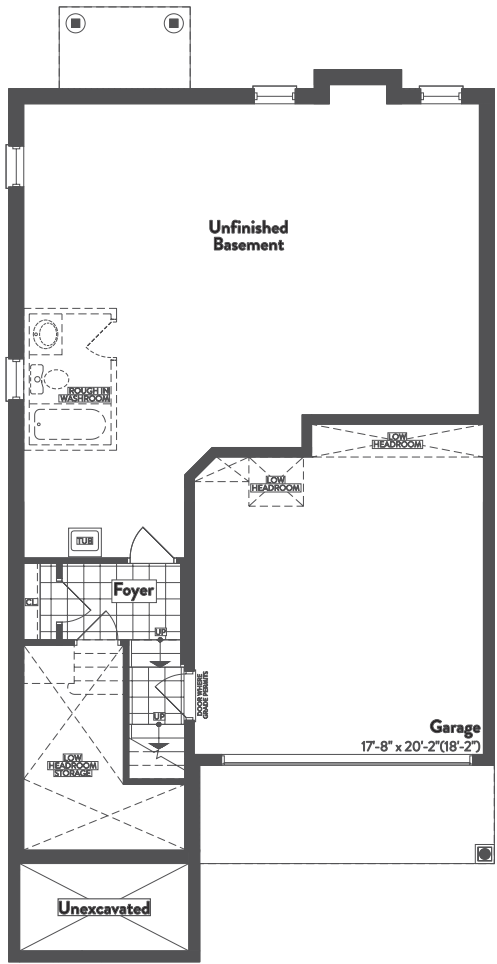 Unfinished
Basement
ROUGH IN
WASHROOM
LOW
HEADROOM
LOW
HEADROOM
TUB
Foyer
CL
UP
DOOR WHERE
GRADE PERMITS
UP
Garage
17'-8" x 20'-2"(18'-2")
LOW
HEADROOM
STORAGE
Unexcavated